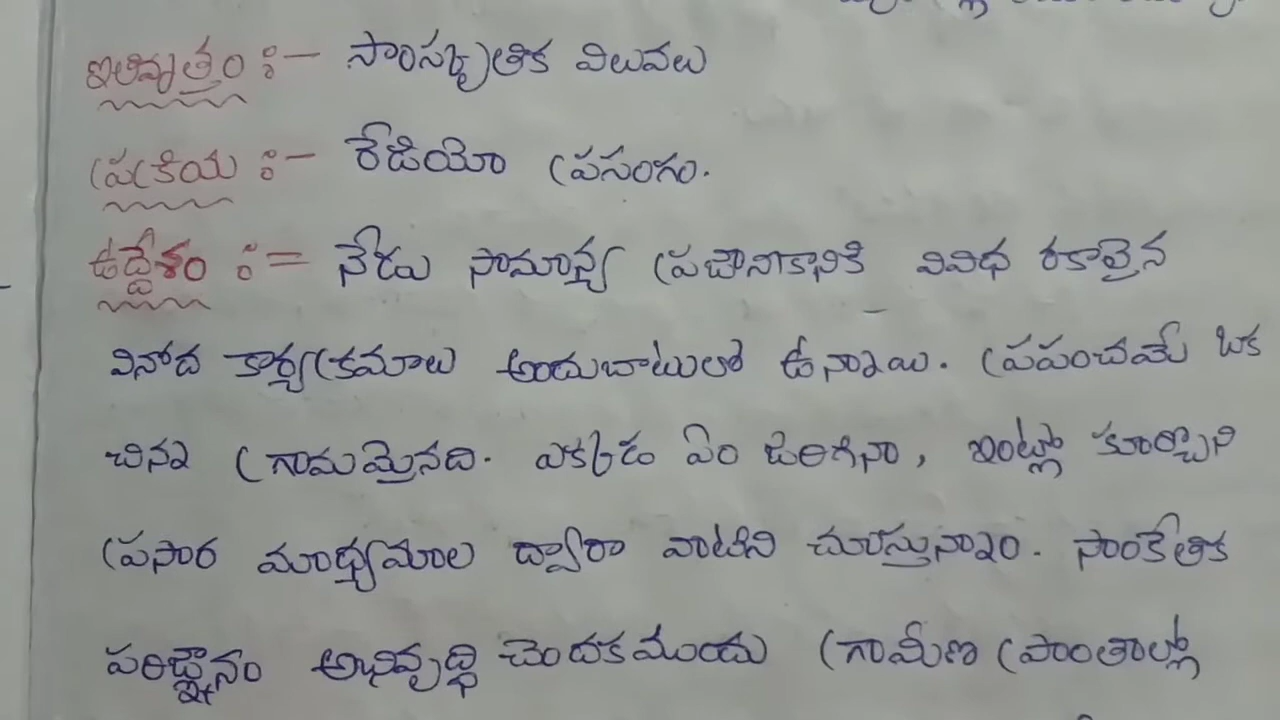 ఇతివృత్తం :- సాంస్కృతిక విలువలు
ప్రక్రియ :- రేడియో ప్రసంగం.
ఉద్దేశం := నేడు సామాన్య ప్రజానీకానికి వివిధ రకాలైన
వినోద కార్యక్రమాలు అందుబాటులో ఉన్నాయి. ప్రపంచమే ఒక
చిన్న గ్రామమైనది. ఎక్కడ ఏం జరిగినా, ఇంట్లో కూర్చొని
ప్రసార మాధ్యమాల ద్వారా వాటిని చూస్తున్నాం. సాంకేతిక
పరిజ్ఞానం అభివృద్ధి చెందకముందు గ్రామీణ ప్రాంతాల్లో